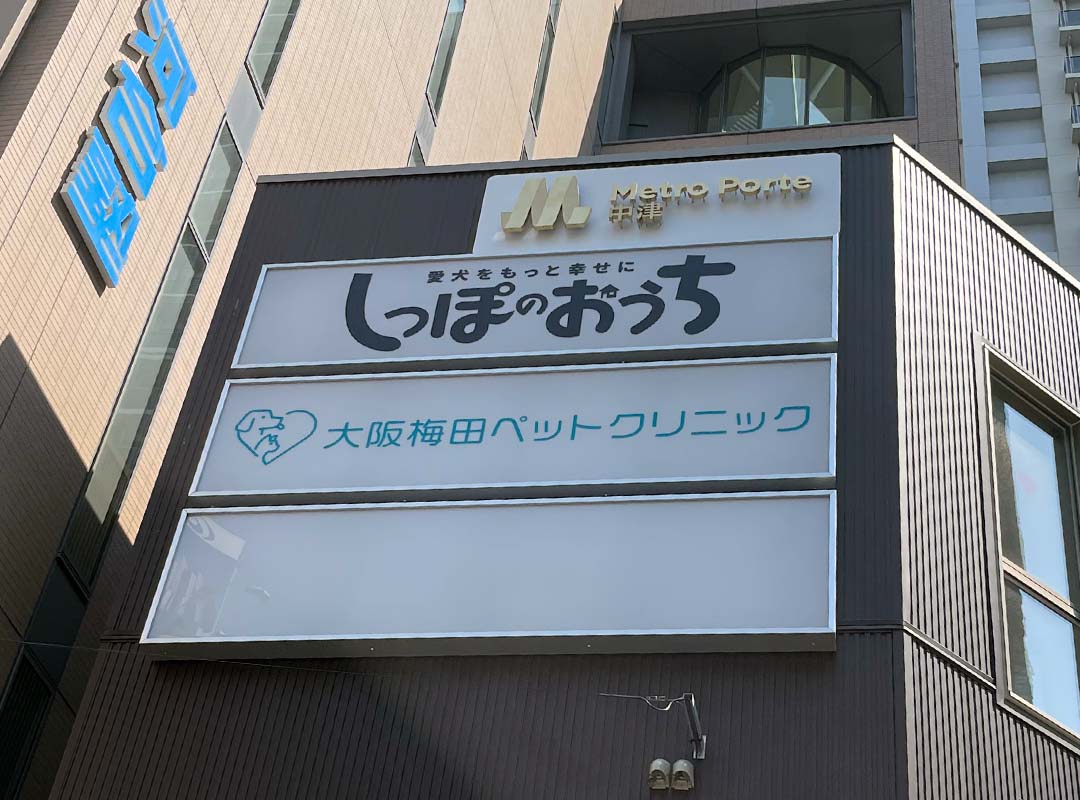 Metro Porte
中津
愛犬をもっと幸せに
しっぽのおうち
大阪梅田ペットクリニック